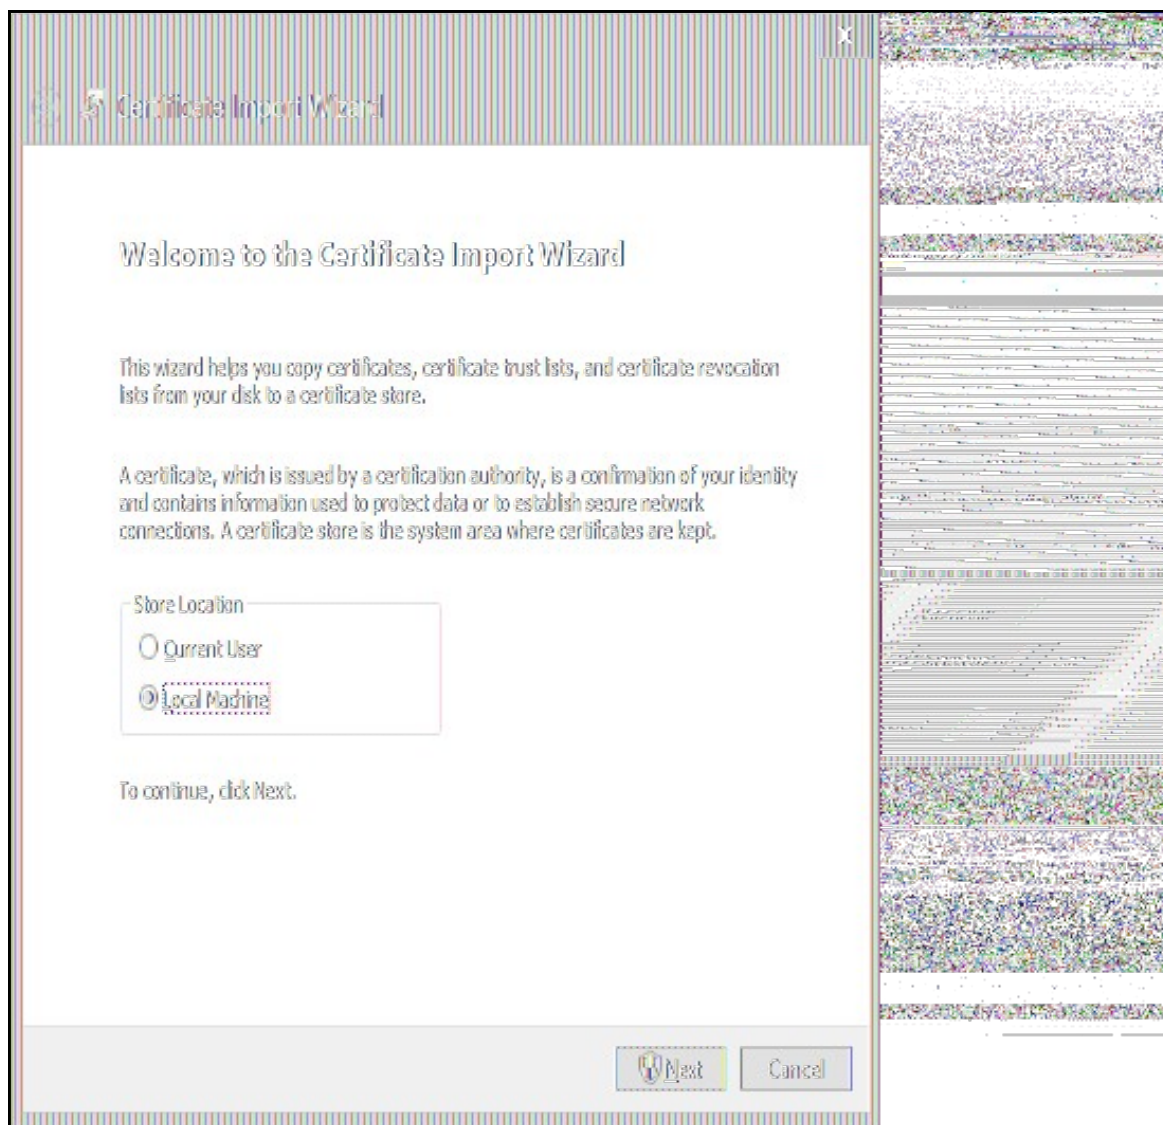 Certificate Import Wizard
Welcome to the Certificate Import Wizard
This wizard helps you copy certificates, certificate trust lists, and certificate revocation
lists from your disk to a certificate store.
A certificate, which is issued by a certification authority, is a confirmation of your identity
and contains information used to protect data or to establish secure network
connections. A certificate store is the system area where certificates are kept.
Store Location
Current User
Local Machine
To continue, click Next.
Next
Cancel